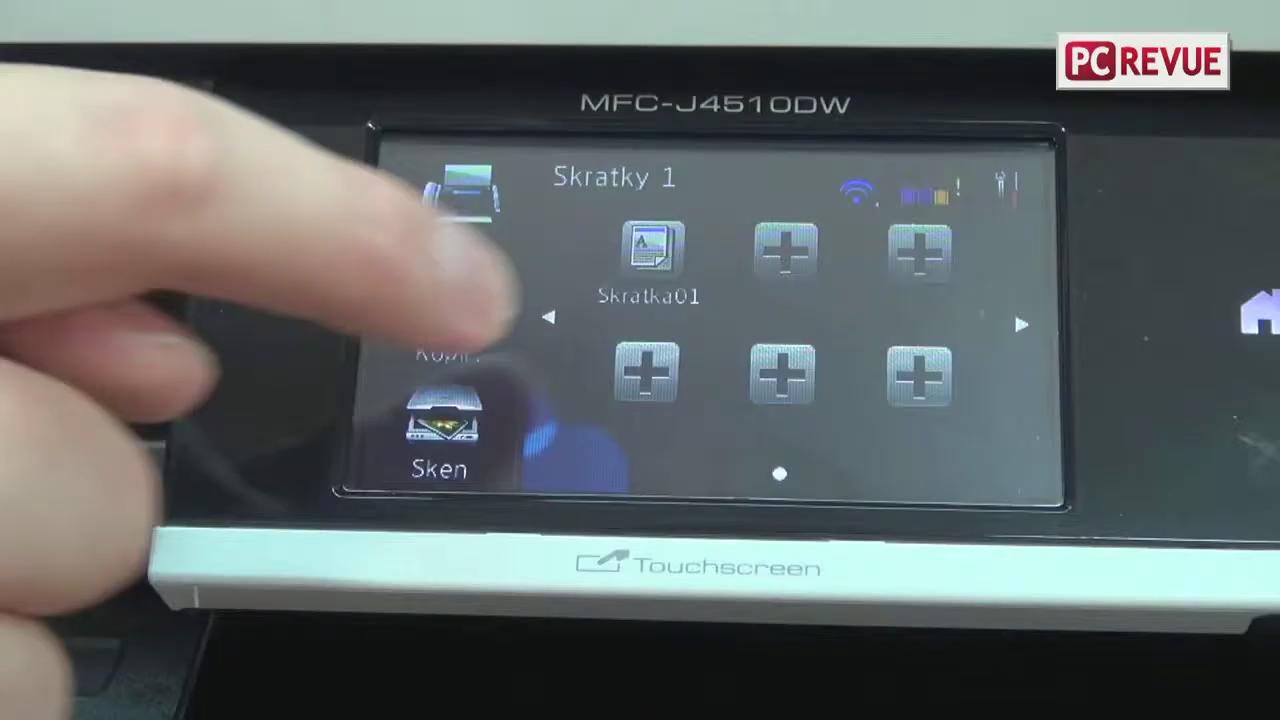 PC REVUE
MFC-J4510DW
Skratky 1
Skratka01
Sken
Touchscreen